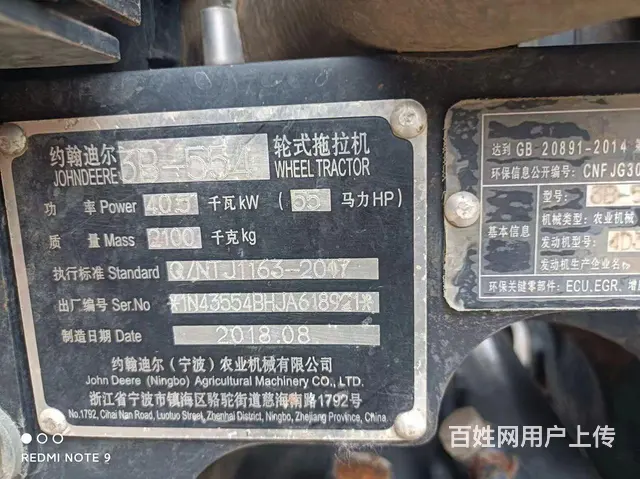 约翰迪尔 3B-554 轮式拖拉机
JOHNDEERE WHEEL TRACTOR
功 率 Power 40.5 千瓦kW (55 马力HP)
质 量 Mass 2100 千克kg
执行标准 Standard Q/NTJ1163-2017
出厂编号 Ser.No *1N43554BHJA618921*
制造日期 Date 2018.08
约翰迪尔(宁波)农业机械有限公司
John Deere (Ningbo) Agricultural Machinery CO., LTD.
浙江省宁波市镇海区骆驼街道慈海南路1792号
No.1792, Cihai Nan Road, Luotuo Street, Zhenhai District, Ningbo, Zhejiang Province, China
达到 GB-20891-2014
环保信息公开编号: CNFJG30
基本信息
型号: 6B-
机械类型: 农业机械
发动机型号: 4D
发动机生产企业名
环保关键零部件: ECU.EGR.
REDMI NOTE 9
百姓网用户上传